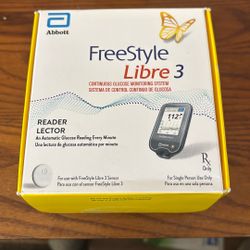 Abbott
FreeStyle
Libre 3
CONTINUOUS GLUCOSE MONITORING SYSTEM
SISTEMA DE CONTROL CONTINUO DE GLUCOSA
READER
LECTOR
An Automatic Glucose Reading Every Minute
Una lectura de glucosa automática por minuto
112
Rx
Only
For use with FreeStyle Libre 3 Sensor
Para uso con el sensor FreeStyle Libre 3
For Single Person Use Only
Para uso en una sola persona